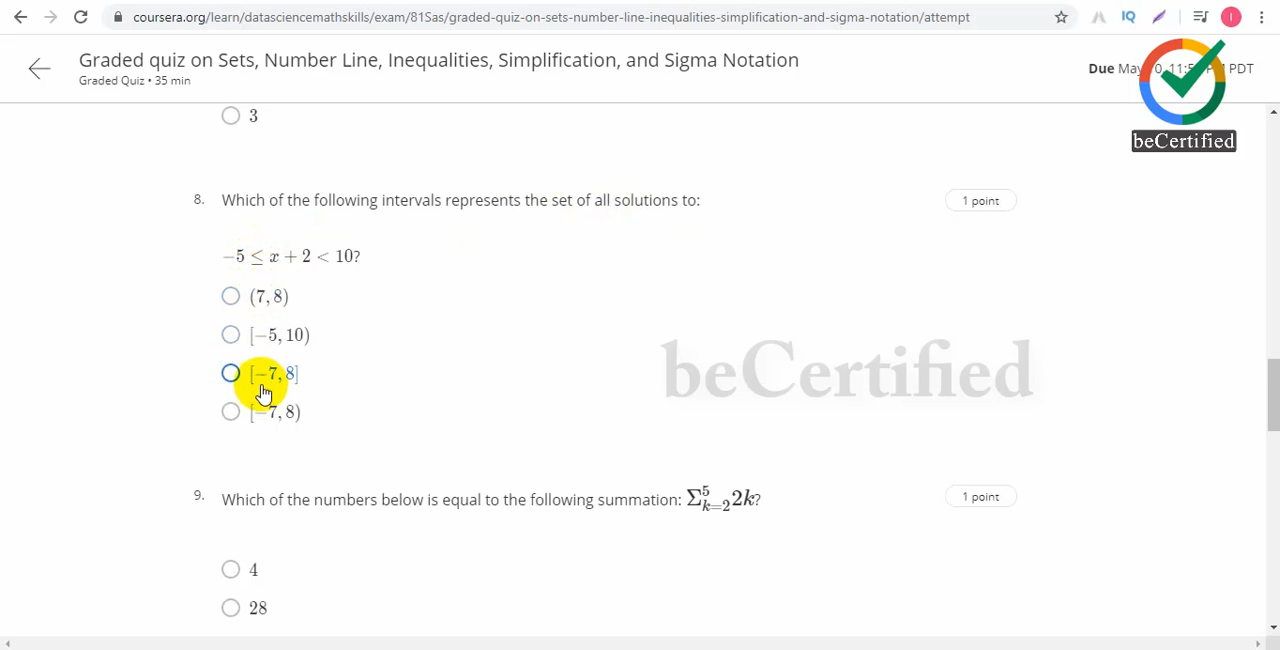 coursera.org/learn/datasciencemathskills/exam/81Sas/graded-quiz-on-sets-number-line-inequalities-simplification-and-sigma-notation/attempt
IQ
I
Graded quiz on Sets, Number Line, Inequalities, Simplification, and Sigma Notation
Graded Quiz • 35 min
Due
PDT
beCertified
3
8. Which of the following intervals represents the set of all solutions to:
1 point
−5 ≤ x + 2 < 10?
(7, 8)
[−5, 10)
[−7, 8]
[−7, 8)
beCertified
9. Which of the numbers below is equal to the following summation: Σ_{k=2}^{5} 2k?
1 point
4
28